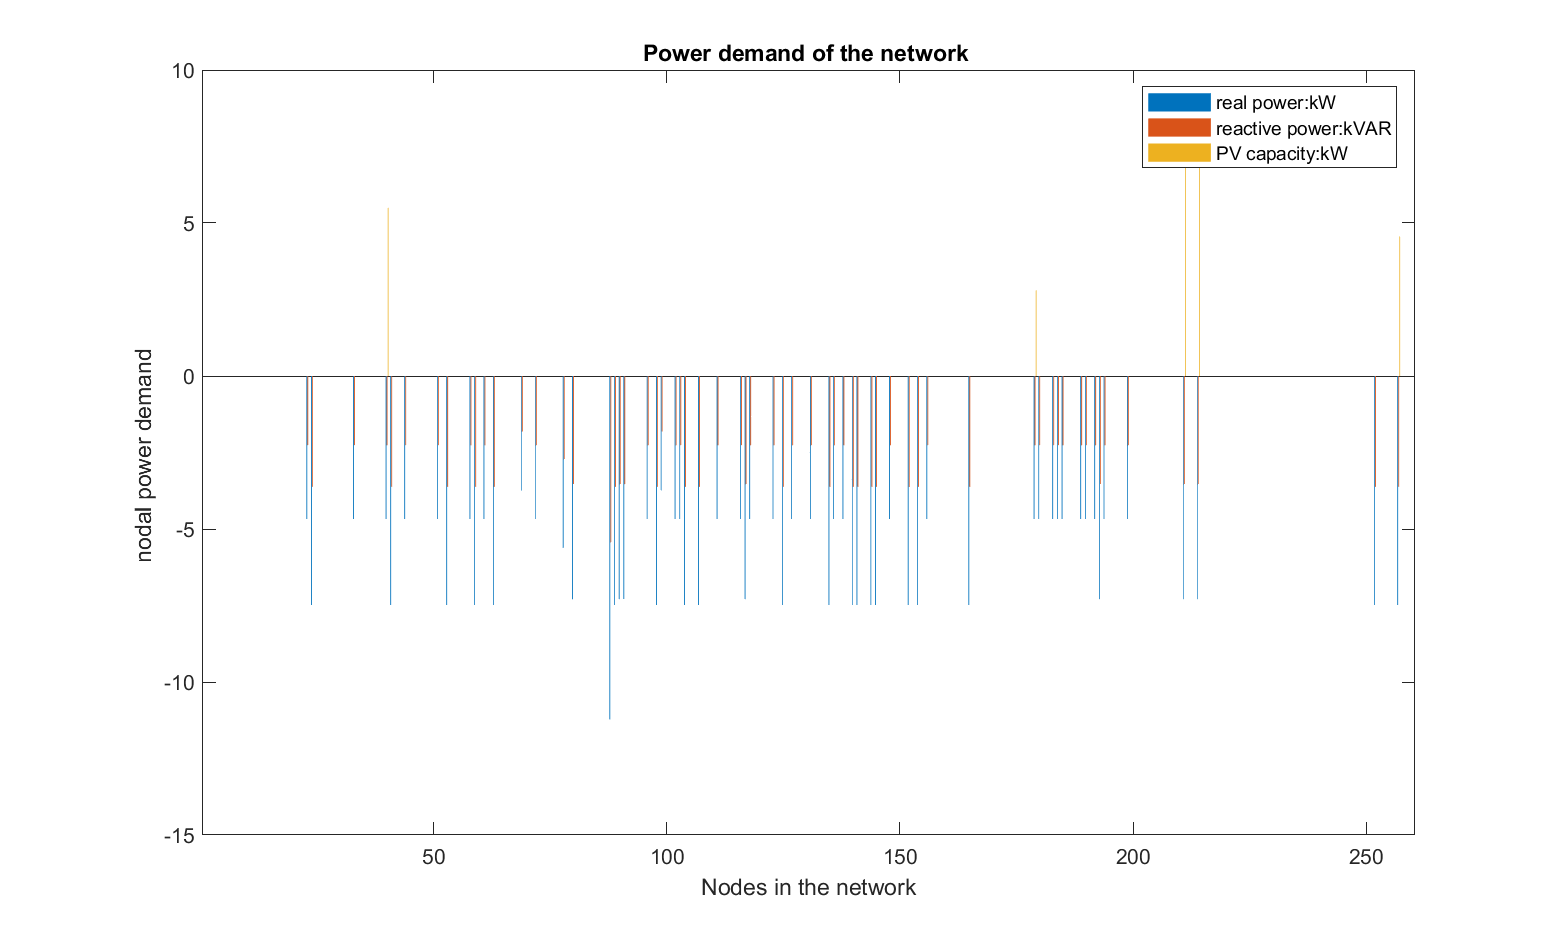 Power demand of the network
10
5
0
-5
-10
-15
nodal power demand
real power:kW
reactive power:kVAR
PV capacity:kW
50 100 150 200 250
Nodes in the network